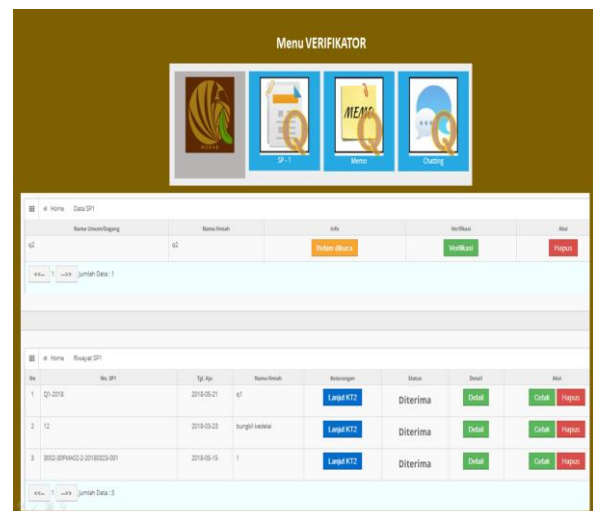 Menu VERIFIKATOR
MEMO
SP - 1
Memo
Chatting
Home Data SP1
Nama Umum/Dagang Nama Ilmiah Info Verifikasi Aksi
q2 q2 Belum dibaca Verifikasi Hapus
<<-- 1 -->> Jumlah Data : 1
Home Riwayat SP1
No No. SP1 Tgl. Aju Nama Ilmiah Keterangan Status Detail Aksi
1 Q1-2018 2018-05-21 q1 Lanjut KT2 Diterima Detail Cetak Hapus
2 12 2018-03-23 bungkil kedelai Lanjut KT2 Diterima Detail Cetak Hapus
3 2018-05-15 1 Lanjut KT2 Diterima Detail Cetak Hapus
<<-- 1 -->> Jumlah Data : 3